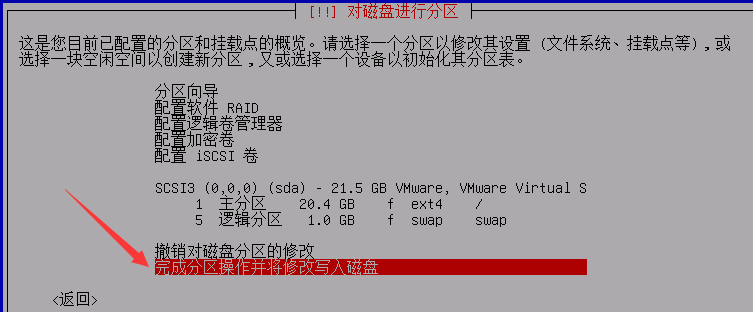 [!!] 对磁盘进行分区
这是您目前已配置的分区和挂载点的概览。请选择一个分区以修改其设置 (文件系统、挂载点等)，或
选择一块空闲空间以创建新分区，又或选择一个设备以初始化其分区表。
分区向导
配置软件 RAID
配置逻辑卷管理器
配置加密卷
配置 iSCSI 卷
SCSI3 (0,0,0) (sda) - 21.5 GB VMware, VMware Virtual S
1 主分区 20.4 GB f ext4 /
5 逻辑分区 1.0 GB f swap swap
撤销对磁盘分区的修改
完成分区操作并将修改写入磁盘
<返回>